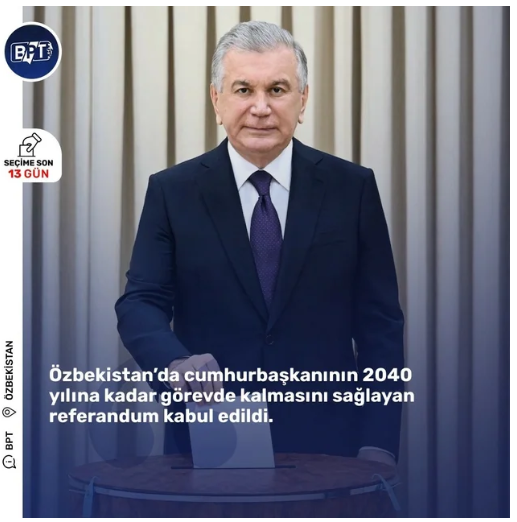 BPT
SEÇİME SON
13 GÜN
BPT ÖZBEKİSTAN
Özbekistan’da cumhurbaşkanının 2040
yılına kadar görevde kalmasını sağlayan
referandum kabul edildi.